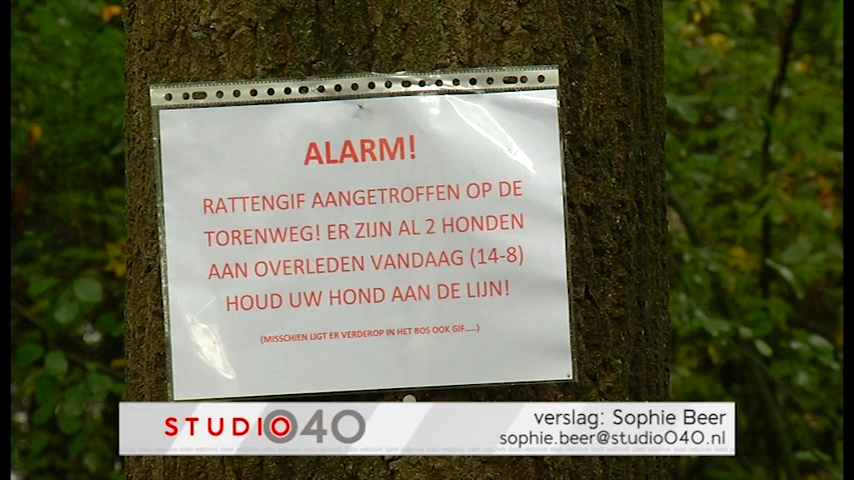 ALARM!
RATTENGIF AANGETROFFEN OP DE
TORENWEG! ER ZIJN AL 2 HONDEN
AAN OVERLEDEN VANDAAG (14-8)
HOUD UW HOND AAN DE LIJN!
(MISSCHIEN LIGT ER VERDEROP IN HET BOS OOK GIF.....)
STUDIO040
verslag: Sophie Beer
sophie.beer@studio040.nl